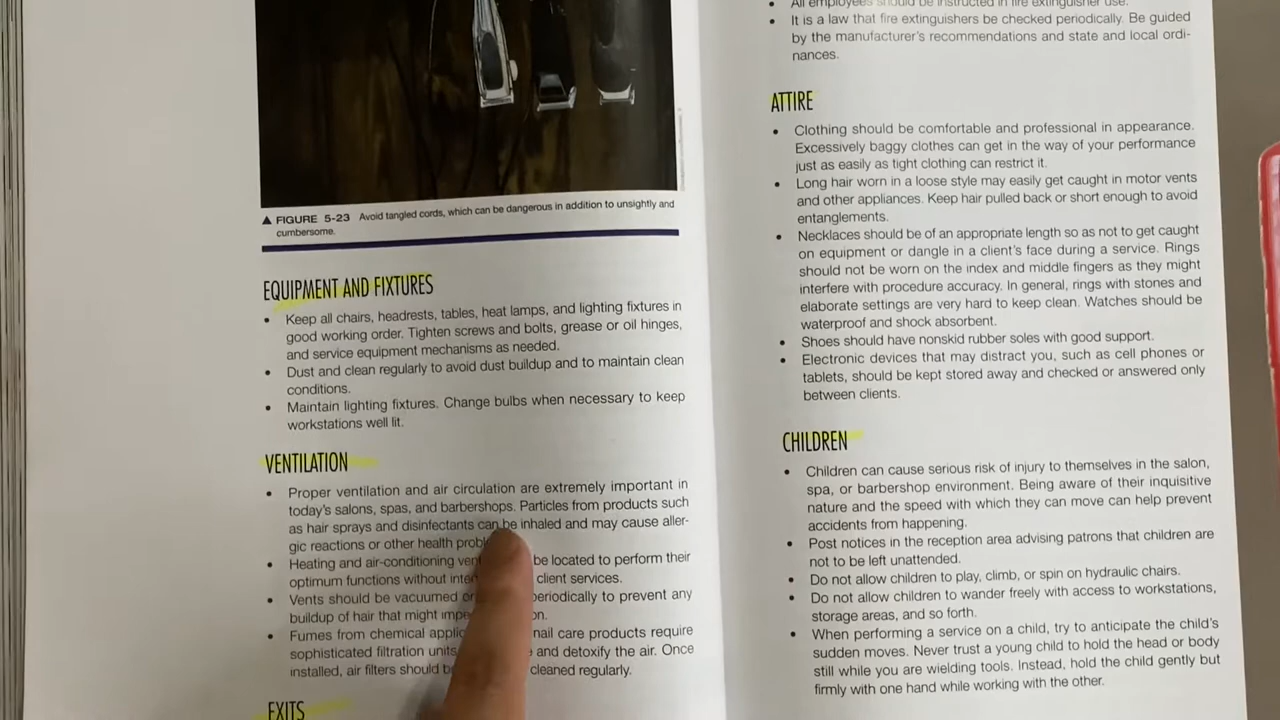 ▲ FIGURE 5-23 Avoid tangled cords, which can be dangerous in addition to unsightly and
cumbersome.
EQUIPMENT AND FIXTURES
• Keep all chairs, headrests, tables, heat lamps, and lighting fixtures in
good working order. Tighten screws and bolts, grease or oil hinges,
and service equipment mechanisms as needed.
• Dust and clean regularly to avoid dust buildup and to maintain clean
conditions.
• Maintain lighting fixtures. Change bulbs when necessary to keep
workstations well lit.
VENTILATION
• Proper ventilation and air circulation are extremely important in
today's salons, spas, and barbershops. Particles from products such
as hair sprays and disinfectants can be inhaled and may cause aller-
gic reactions or other health
• Heating and air-conditioning be located to perform their
optimum functions without client services.
• Vents should be vacuumed periodically to prevent any
buildup of hair that might
• Fumes from chemical nail care products require
sophisticated filtration units and detoxify the air. Once
installed, air filters should cleaned regularly.
EXITS
• All employees should be instructed in fire extinguisher use.
• It is a law that fire extinguishers be checked periodically. Be guided
by the manufacturer's recommendations and state and local ordi-
nances.
ATTIRE
• Clothing should be comfortable and professional in appearance.
Excessively baggy clothes can get in the way of your performance
just as easily as tight clothing can restrict it.
• Long hair worn in a loose style may easily get caught in motor vents
and other appliances. Keep hair pulled back or short enough to avoid
entanglements.
• Necklaces should be of an appropriate length so as not to get caught
on equipment or dangle in a client's face during a service. Rings
should not be worn on the index and middle fingers as they might
interfere with procedure accuracy. In general, rings with stones and
elaborate settings are very hard to keep clean. Watches should be
waterproof and shock absorbent.
• Shoes should have nonskid rubber soles with good support.
• Electronic devices that may distract you, such as cell phones or
tablets, should be kept stored away and checked or answered only
between clients.
CHILDREN
• Children can cause serious risk of injury to themselves in the salon,
spa, or barbershop environment. Being aware of their inquisitive
nature and the speed with which they can move can help prevent
accidents from happening.
• Post notices in the reception area advising patrons that children are
not to be left unattended.
• Do not allow children to play, climb, or spin on hydraulic chairs.
• Do not allow children to wander freely with access to workstations,
storage areas, and so forth.
• When performing a service on a child, try to anticipate the child's
sudden moves. Never trust a young child to hold the head or body
still while you are wielding tools. Instead, hold the child gently but
firmly with one hand while working with the other.